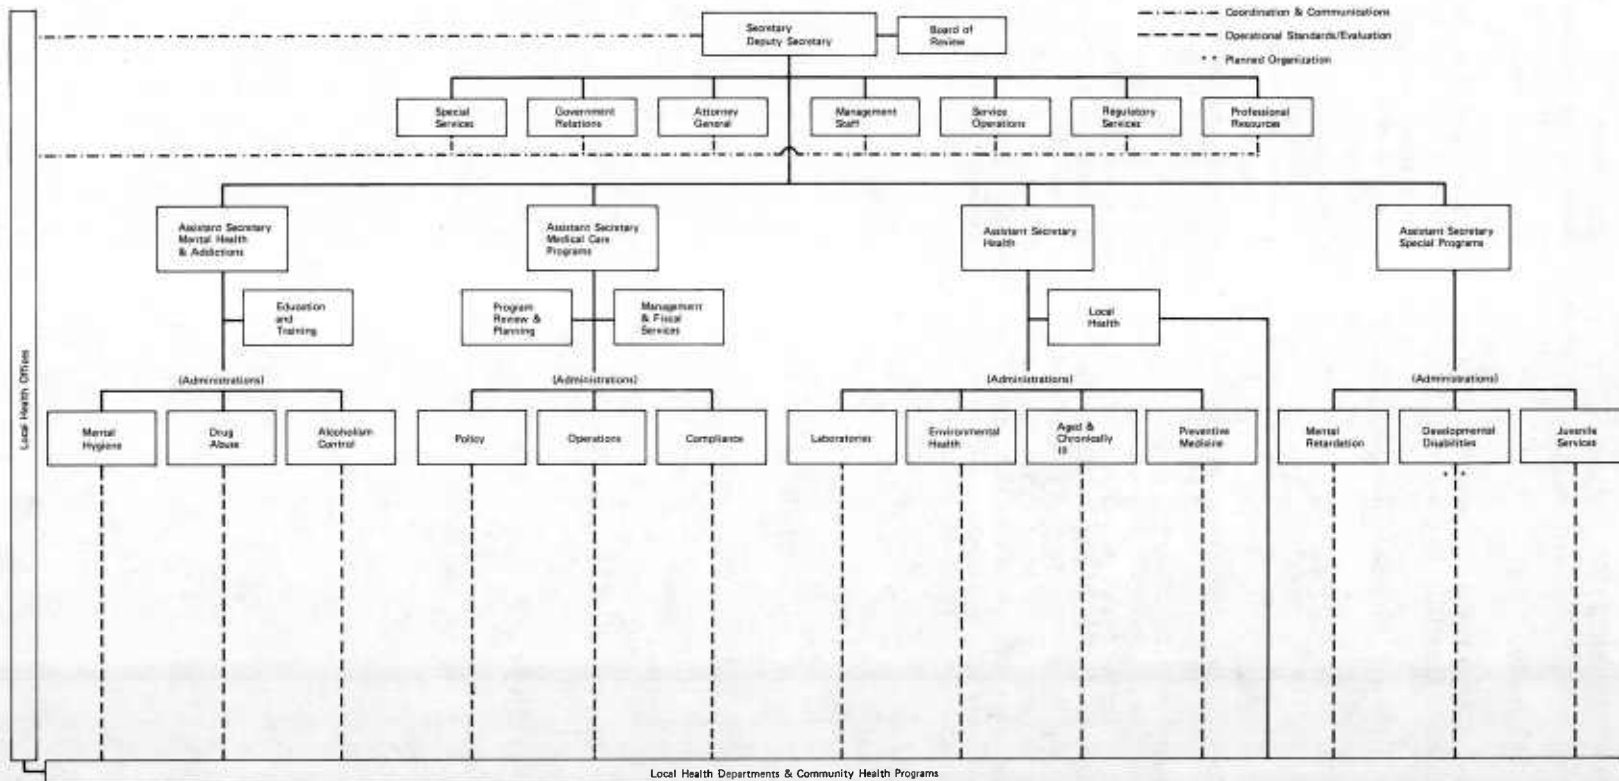 Coordination & Communications
Operational Standards/Evaluation
* * Planned Organization
Secretary
Deputy Secretary
Board of
Review
Special
Services
Government
Relations
Attorney
General
Management
Staff
Service
Operations
Regulatory
Services
Professional
Resources
Assistant Secretary
Mental Health
& Addictions
Assistant Secretary
Medical Care
Programs
Assistant Secretary
Health
Assistant Secretary
Special Programs
Education
and
Training
Program
Review &
Planning
Management
& Fiscal
Services
Local
Health
(Administrations)
(Administrations)
(Administrations)
(Administrations)
Mental
Hygiene
Drug
Abuse
Alcoholism
Control
Policy
Operations
Compliance
Laboratories
Environmental
Health
Aged &
Chronically
Ill
Preventive
Medicine
Mental
Retardation
Developmental
Disabilities
* *
Juvenile
Services
Local Health Offices
Local Health Departments & Community Health Programs